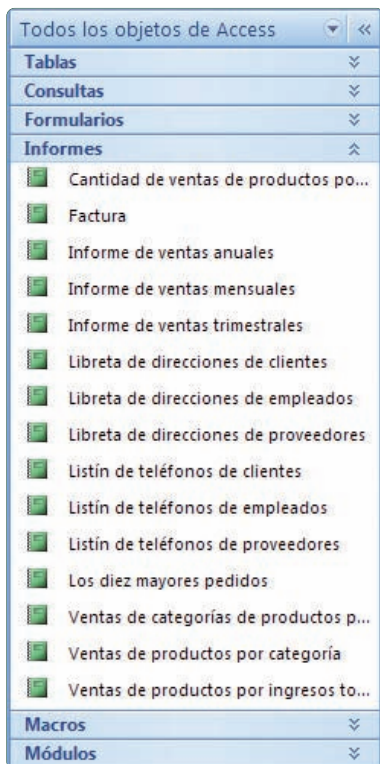 Todos los objetos de Access
Tablas
Consultas
Formularios
Informes
Cantidad de ventas de productos po...
Factura
Informe de ventas anuales
Informe de ventas mensuales
Informe de ventas trimestrales
Libreta de direcciones de clientes
Libreta de direcciones de empleados
Libreta de direcciones de proveedores
Listín de teléfonos de clientes
Listín de teléfonos de empleados
Listín de teléfonos de proveedores
Los diez mayores pedidos
Ventas de categorías de productos p...
Ventas de productos por categoría
Ventas de productos por ingresos to...
Macros
Módulos